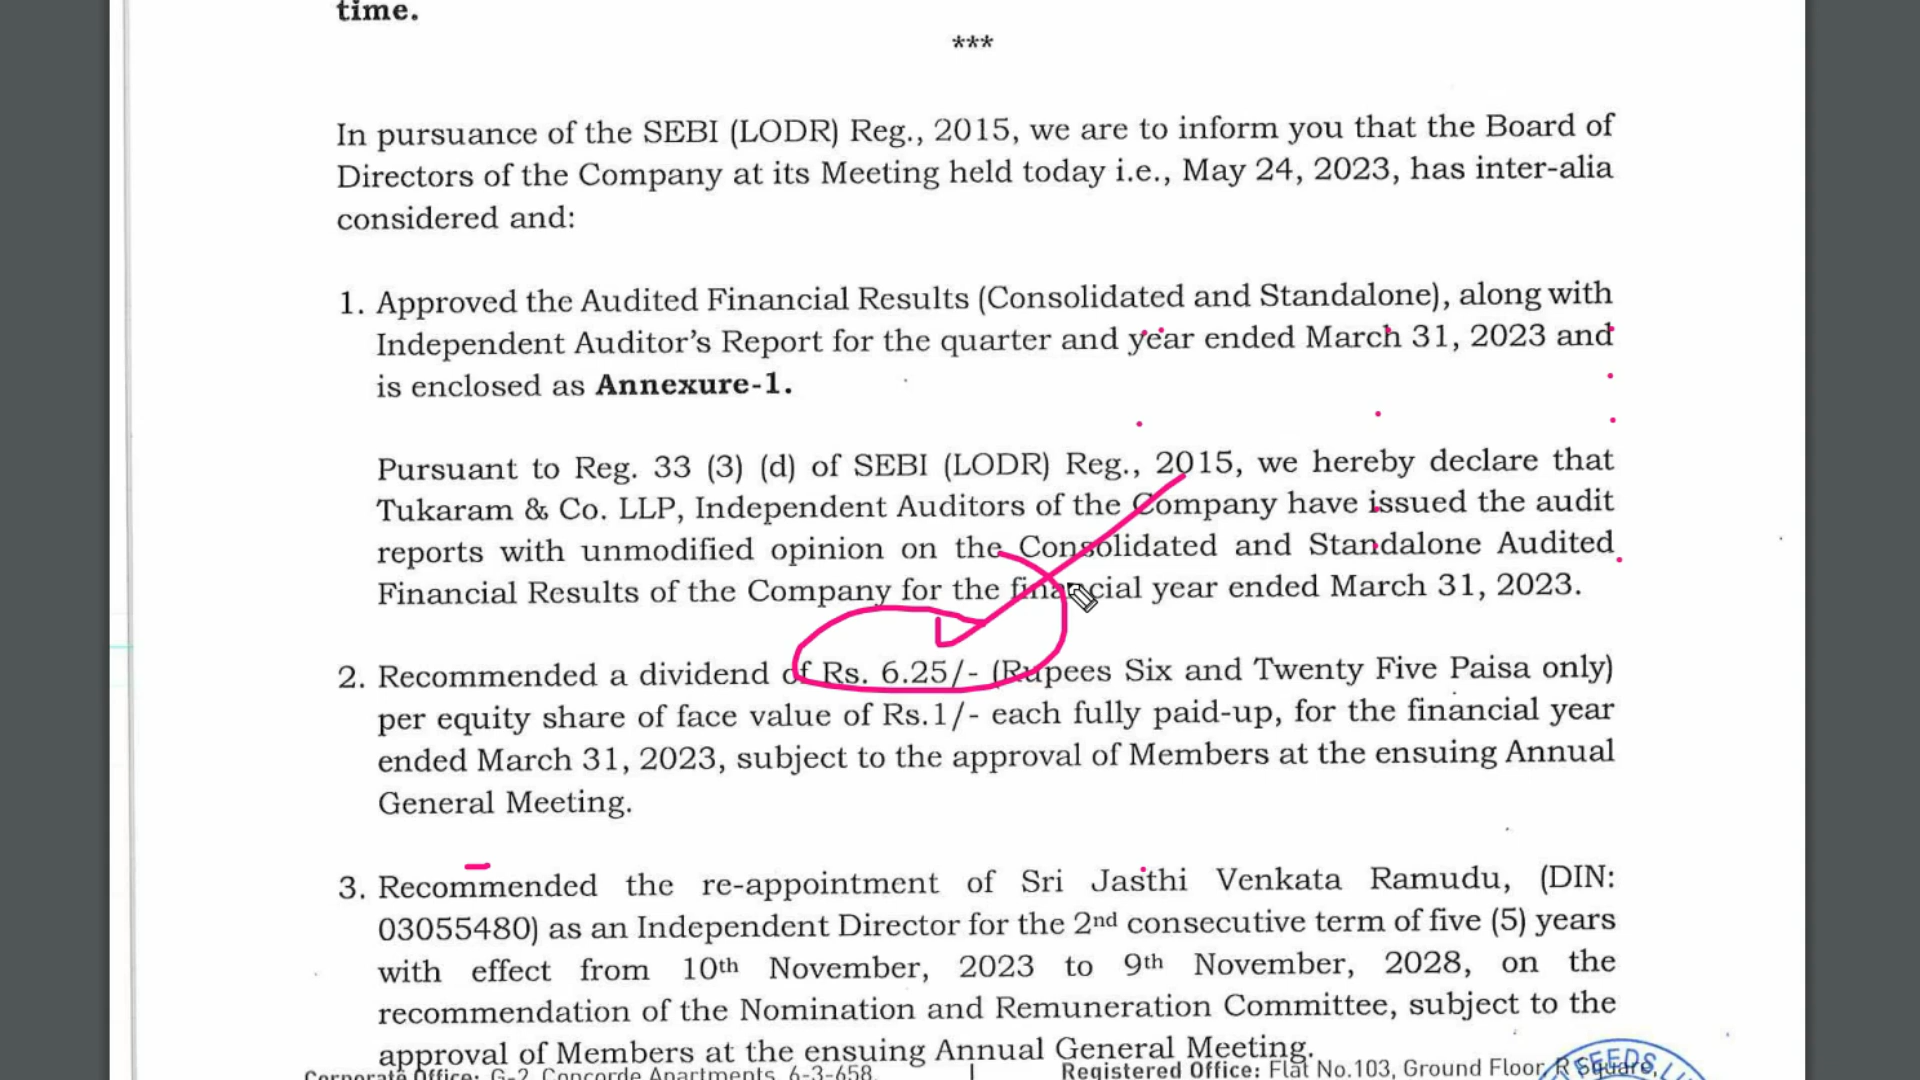 time.
***
In pursuance of the SEBI (LODR) Reg., 2015, we are to inform you that the Board of
Directors of the Company at its Meeting held today i.e., May 24, 2023, has inter-alia
considered and:
1. Approved the Audited Financial Results (Consolidated and Standalone), along with
Independent Auditor's Report for the quarter and year ended March 31, 2023 and
is enclosed as Annexure-1.
Pursuant to Reg. 33 (3) (d) of SEBI (LODR) Reg., 2015, we hereby declare that
Tukaram & Co. LLP, Independent Auditors of the Company have issued the audit
reports with unmodified opinion on the Consolidated and Standalone Audited
Financial Results of the Company for the financial year ended March 31, 2023.
2. Recommended a dividend of Rs. 6.25/- (Rupees Six and Twenty Five Paisa only)
per equity share of face value of Rs.1/- each fully paid-up, for the financial year
ended March 31, 2023, subject to the approval of Members at the ensuing Annual
General Meeting.
3. Recommended the re-appointment of Sri Jasthi Venkata Ramudu, (DIN:
03055480) as an Independent Director for the 2nd consecutive term of five (5) years
with effect from 10th November, 2023 to 9th November, 2028, on the
recommendation of the Nomination and Remuneration Committee, subject to the
approval of Members at the ensuing Annual General Meeting.
Corporate Office: G-2, Concorde Apartments, 6-3-658,
Registered Office: Flat No.103, Ground Floor, R Square,
SEEDS